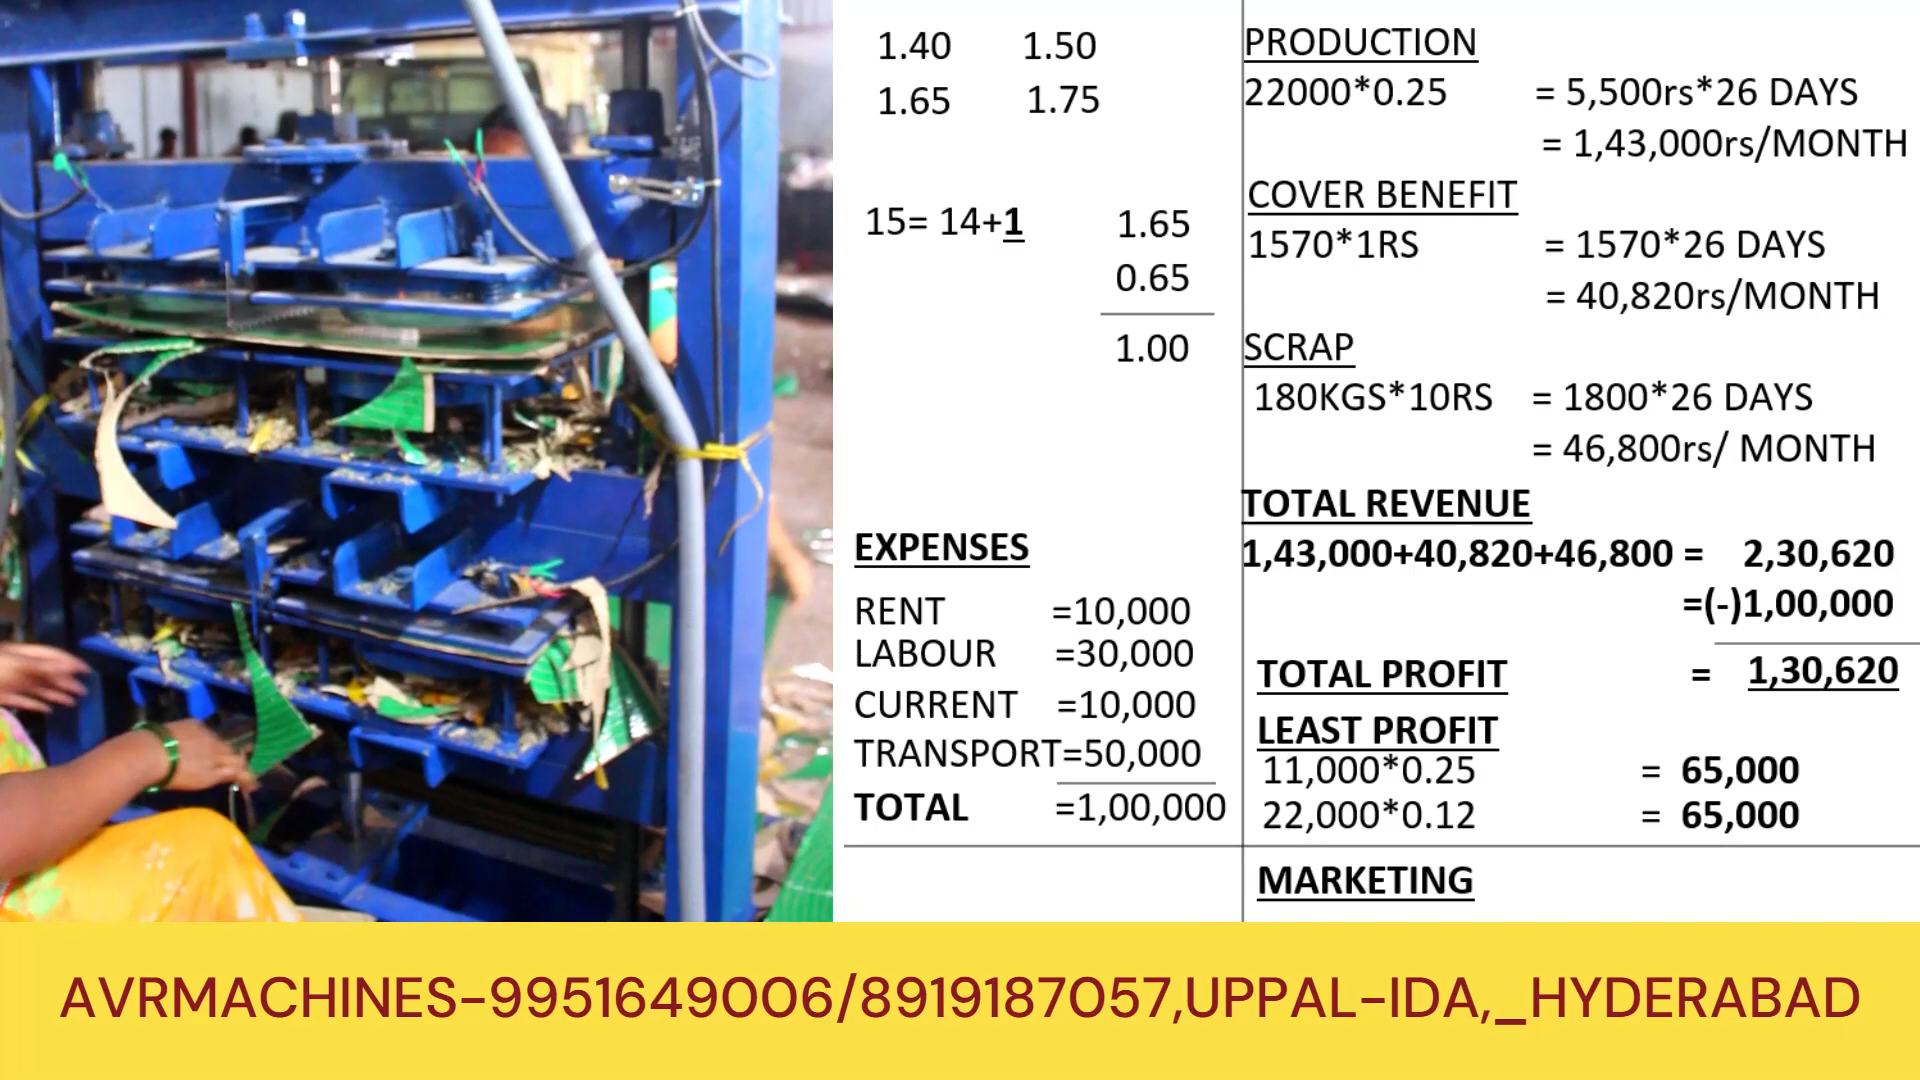 1.40 1.50
1.65 1.75
15= 14+1 1.65
0.65
1.00
EXPENSES
RENT =10,000
LABOUR =30,000
CURRENT =10,000
TRANSPORT=50,000
TOTAL =1,00,000
PRODUCTION
22000*0.25 = 5,500rs*26 DAYS
= 1,43,000rs/MONTH
COVER BENEFIT
1570*1RS = 1570*26 DAYS
= 40,820rs/MONTH
SCRAP
180KGS*10RS = 1800*26 DAYS
= 46,800rs/ MONTH
TOTAL REVENUE
1,43,000+40,820+46,800 = 2,30,620
=(-)1,00,000
TOTAL PROFIT = 1,30,620
LEAST PROFIT
11,000*0.25 = 65,000
22,000*0.12 = 65,000
MARKETING
AVRMACHINES-9951649006/8919187057,UPPAL-IDA,_HYDERABAD